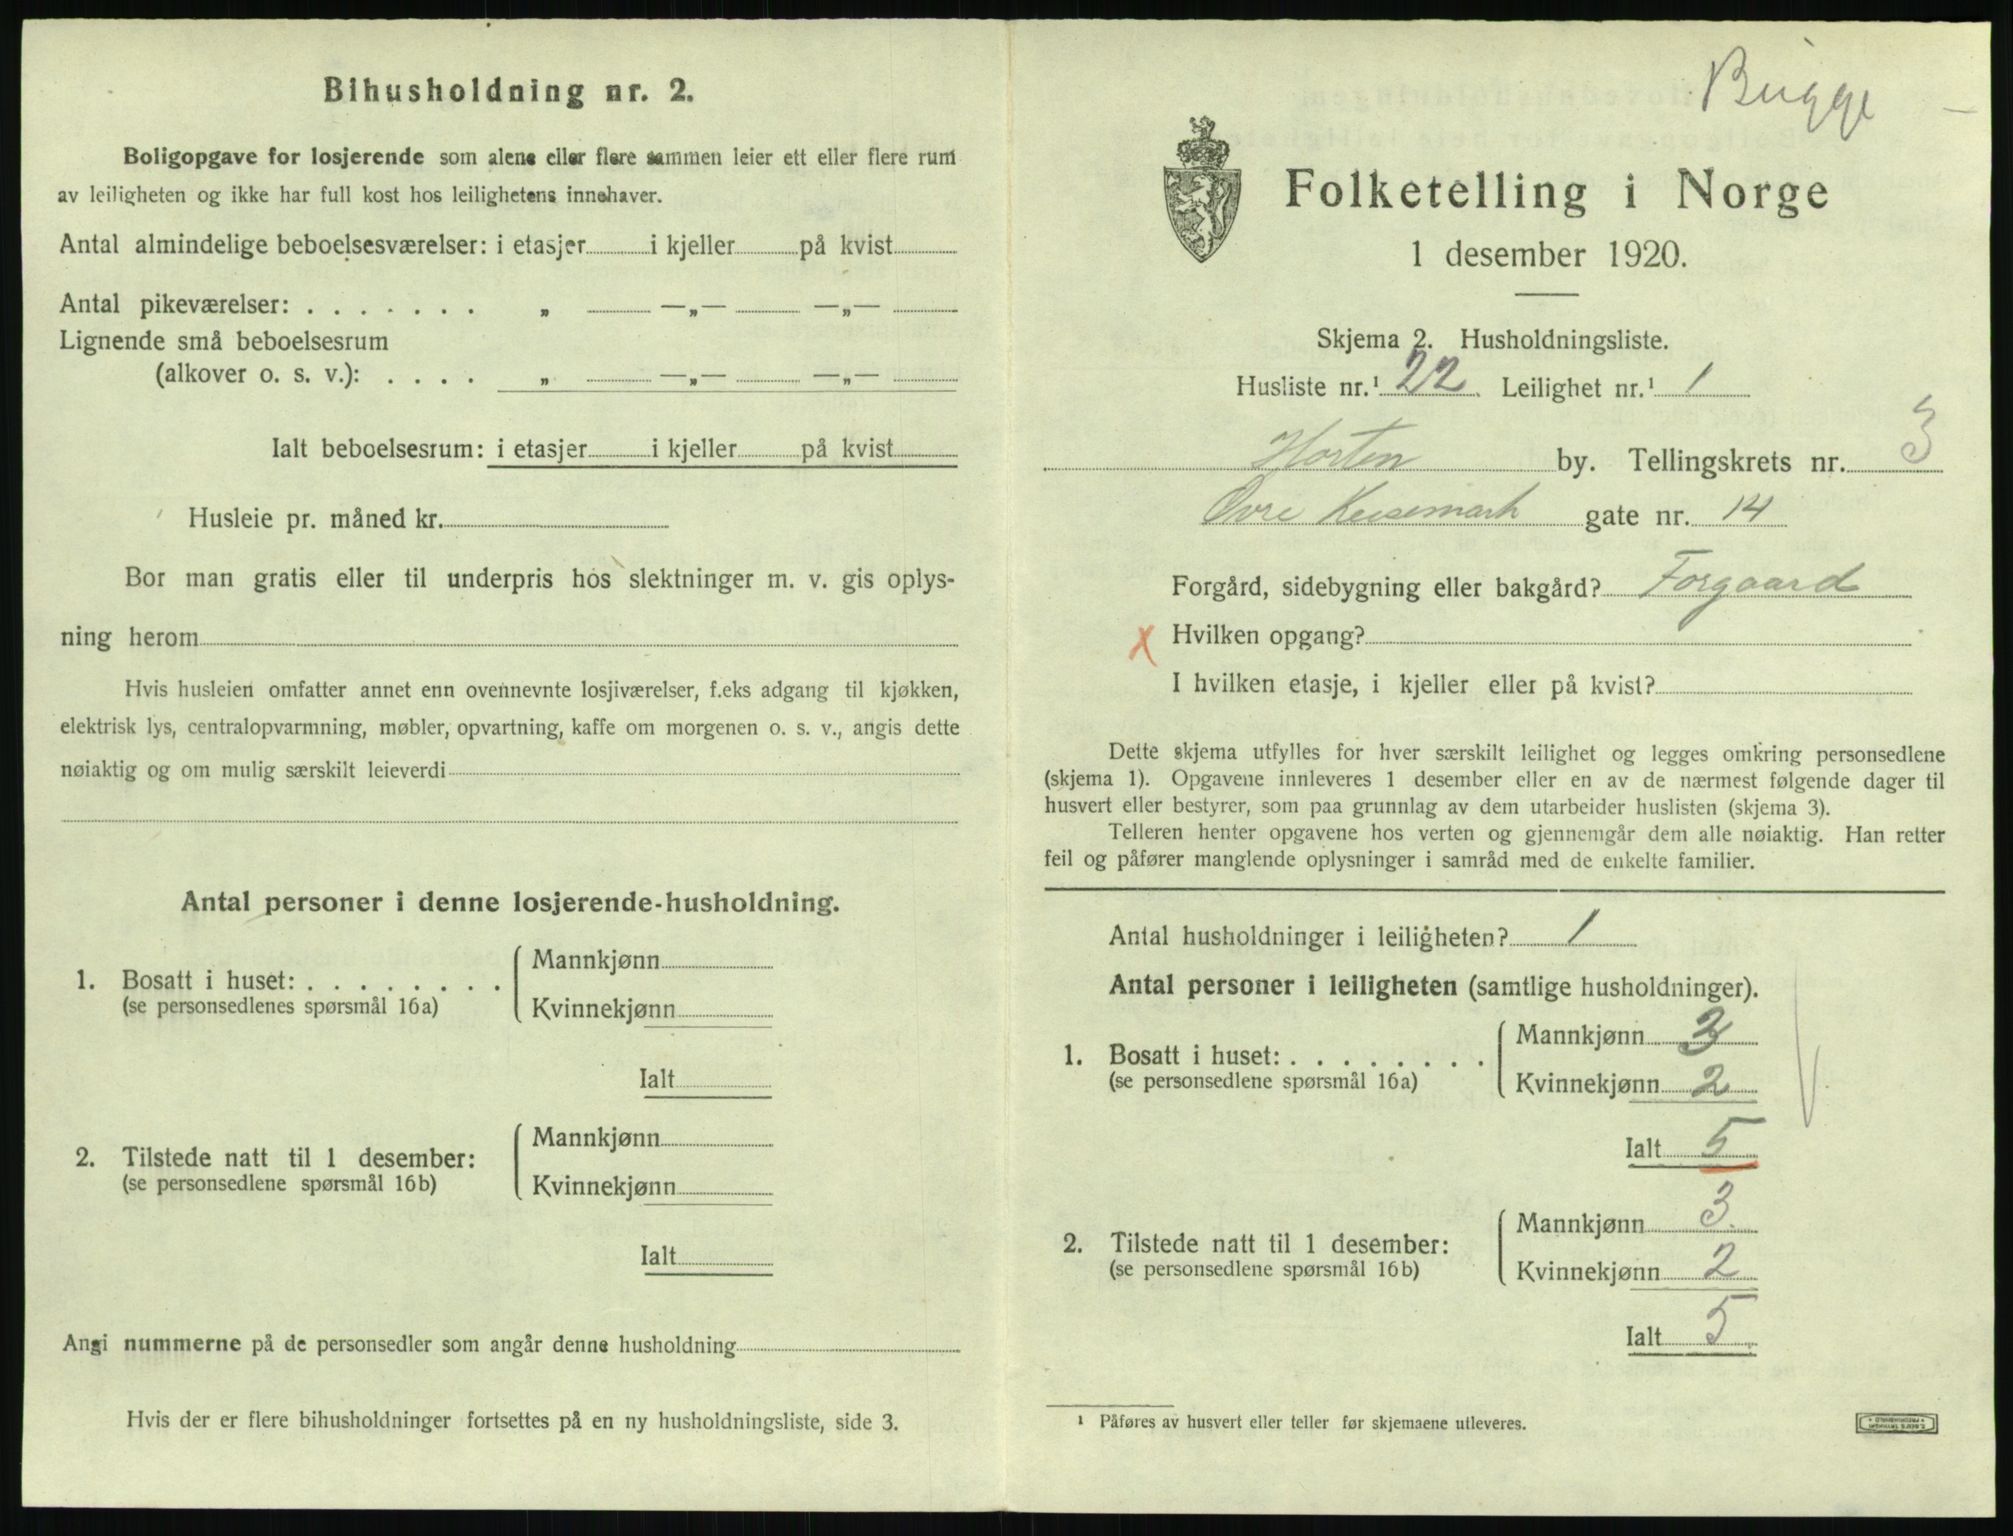 Bihusholdning nr. 2.
Boligopgave for losjerende som alene eller flere sammen leier ett eller flere rum
av leiligheten og ikke har full kost hos leilighetens innehaver.
Antal almindelige beboelsesværelser: i etasjer i kjeller på kvist
Antal pikeværelser: . . . . . . . „ —„— —„—
Lignende små beboelsesrum
(alkover o. s. v.): . . . . „ —„— —„—
Ialt beboelsesrum: i etasjer i kjeller på kvist
Husleie pr. måned kr.
Bor man gratis eller til underpris hos slektninger m. v. gis oplys-
ning herom
Hvis husleien omfatter annet enn ovennevnte losjiværelser, f.eks adgang til kjøkken,
elektrisk lys, centralopvarmning, møbler, opvartning, kaffe om morgenen o. s. v., angis dette
nøiaktig og om mulig særskilt leieverdi
Antal personer i denne losjerende-husholdning.
1. Bosatt i huset: . . . . . . . .
(se personsedlenes spørsmål 16a)
Mannkjønn
Kvinnekjønn
Ialt
2. Tilstede natt til 1 desember:
(se personsedlene spørsmål 16b)
Mannkjønn
Kvinnekjønn
Ialt
Angi nummerne på de personsedler som angår denne husholdning
Hvis der er flere bihusholdninger fortsettes på en ny husholdningsliste, side 3.
Bugge
Folketelling i Norge
1 desember 1920.
Skjema 2. Husholdningsliste.
Husliste nr.¹ 22 Leilighet nr.¹ 1
Horten by. Tellingskrets nr. 3
Øvre Keisemark gate nr. 14
Forgård, sidebygning eller bakgård? Forgaard
X Hvilken opgang?
I hvilken etasje, i kjeller eller på kvist?
Dette skjema utfylles for hver særskilt leilighet og legges omkring personsedlene
(skjema 1). Opgavene innleveres 1 desember eller en av de nærmest følgende dager til
husvert eller bestyrer, som paa grunnlag av dem utarbeider huslisten (skjema 3).
Telleren henter opgavene hos verten og gjennemgår dem alle nøiaktig. Han retter
feil og påfører manglende oplysninger i samråd med de enkelte familier.
Antal husholdninger i leiligheten? 1
Antal personer i leiligheten (samtlige husholdninger).
1. Bosatt i huset: . . . . . . . .
(se personsedlene spørsmål 16a)
Mannkjønn 3
Kvinnekjønn 2
Ialt 5
2. Tilstede natt til 1 desember:
(se personsedlene spørsmål 16b)
Mannkjønn 3
Kvinnekjønn 2
Ialt 5
¹ Påføres av husvert eller teller før skjemaene utleveres.